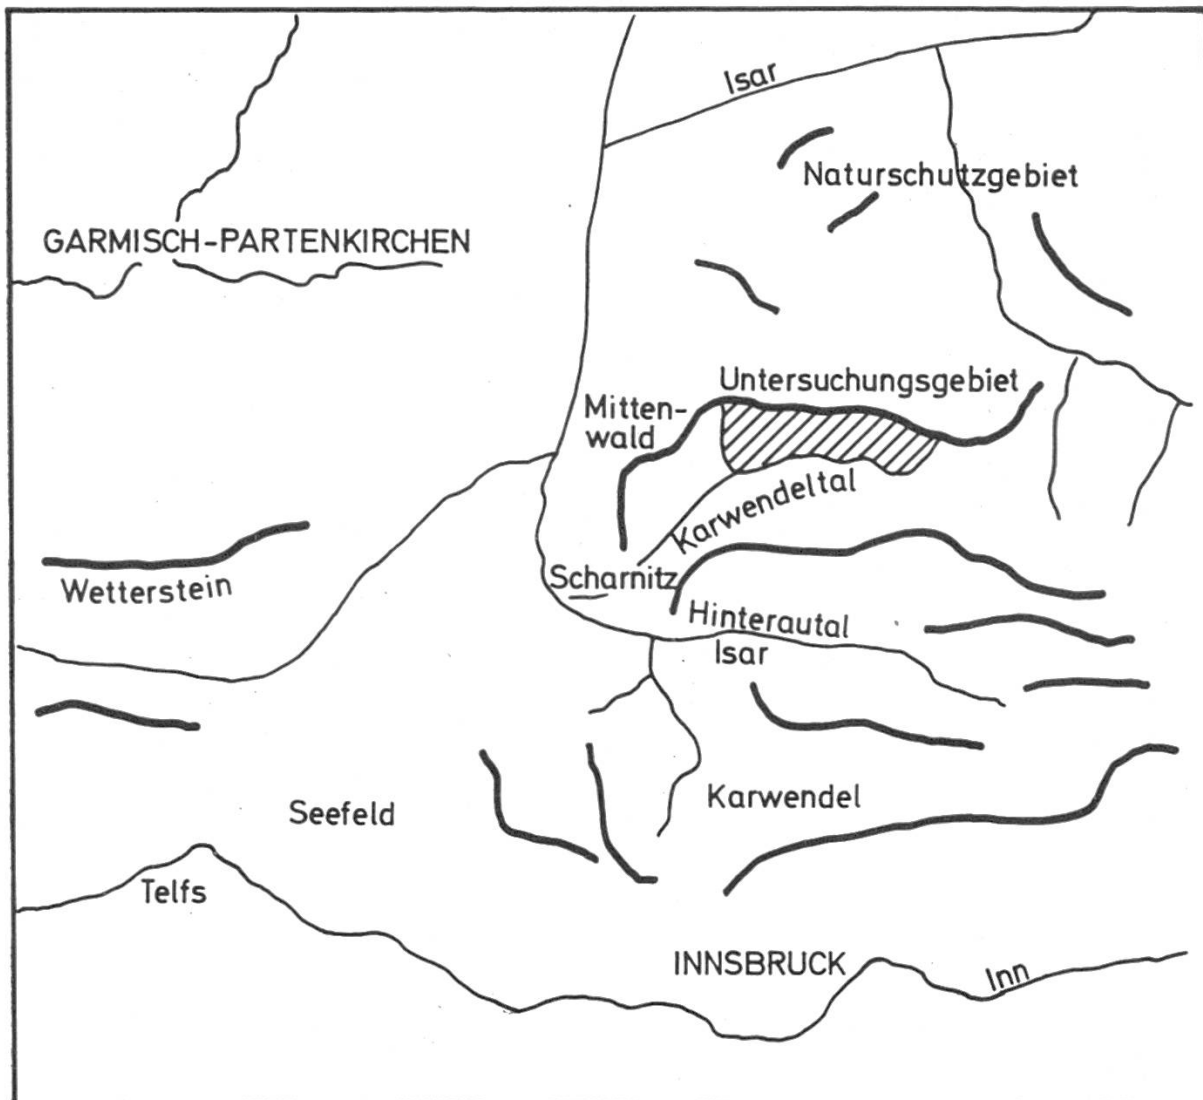 Isar
Naturschutzgebiet
GARMISCH-PARTENKIRCHEN
Untersuchungsgebiet
Mitten-
wald
Karwendeltal
Scharnitz
Wetterstein
Hinterautal
Isar
Karwendel
Seefeld
Telfs
INNSBRUCK
Inn